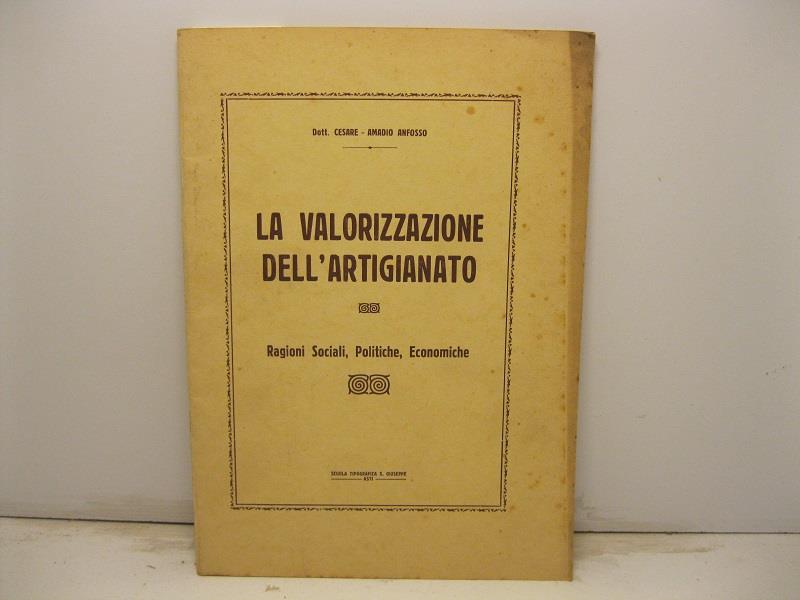 Dott. CESARE - AMADIO ANFOSSO
LA VALORIZZAZIONE
DELL'ARTIGIANATO
Ragioni Sociali, Politiche, Economiche
SCUOLA TIPOGRAFICA S. GIUSEPPE
ASTI